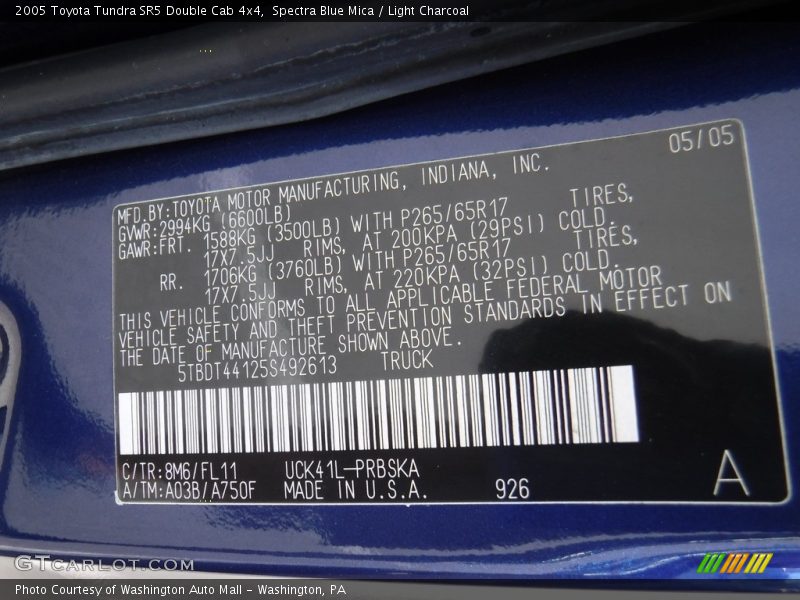 2005 Toyota Tundra SR5 Double Cab 4x4, Spectra Blue Mica / Light Charcoal
05/05
MFD.BY:TOYOTA MOTOR MANUFACTURING, INDIANA, INC.
GVWR:2994KG (6600LB)
GAWR:FRT. 1588KG (3500LB) WITH P265/65R17 TIRES,
17X7.5JJ RIMS, AT 200KPA (29PSI) COLD.
RR. 1706KG (3760LB) WITH P265/65R17 TIRES,
17X7.5JJ RIMS, AT 220KPA (32PSI) COLD.
THIS VEHICLE CONFORMS TO ALL APPLICABLE FEDERAL MOTOR
VEHICLE SAFETY AND THEFT PREVENTION STANDARDS IN EFFECT ON
THE DATE OF MANUFACTURE SHOWN ABOVE.
5TBDT44125S492613 TRUCK
C/TR:8M6/FL11 UCK41L-PRBSKA
A/TM:A03B/A750F MADE IN U.S.A. 926 A
GTCARLOT.COM
Photo Courtesy of Washington Auto Mall - Washington, PA